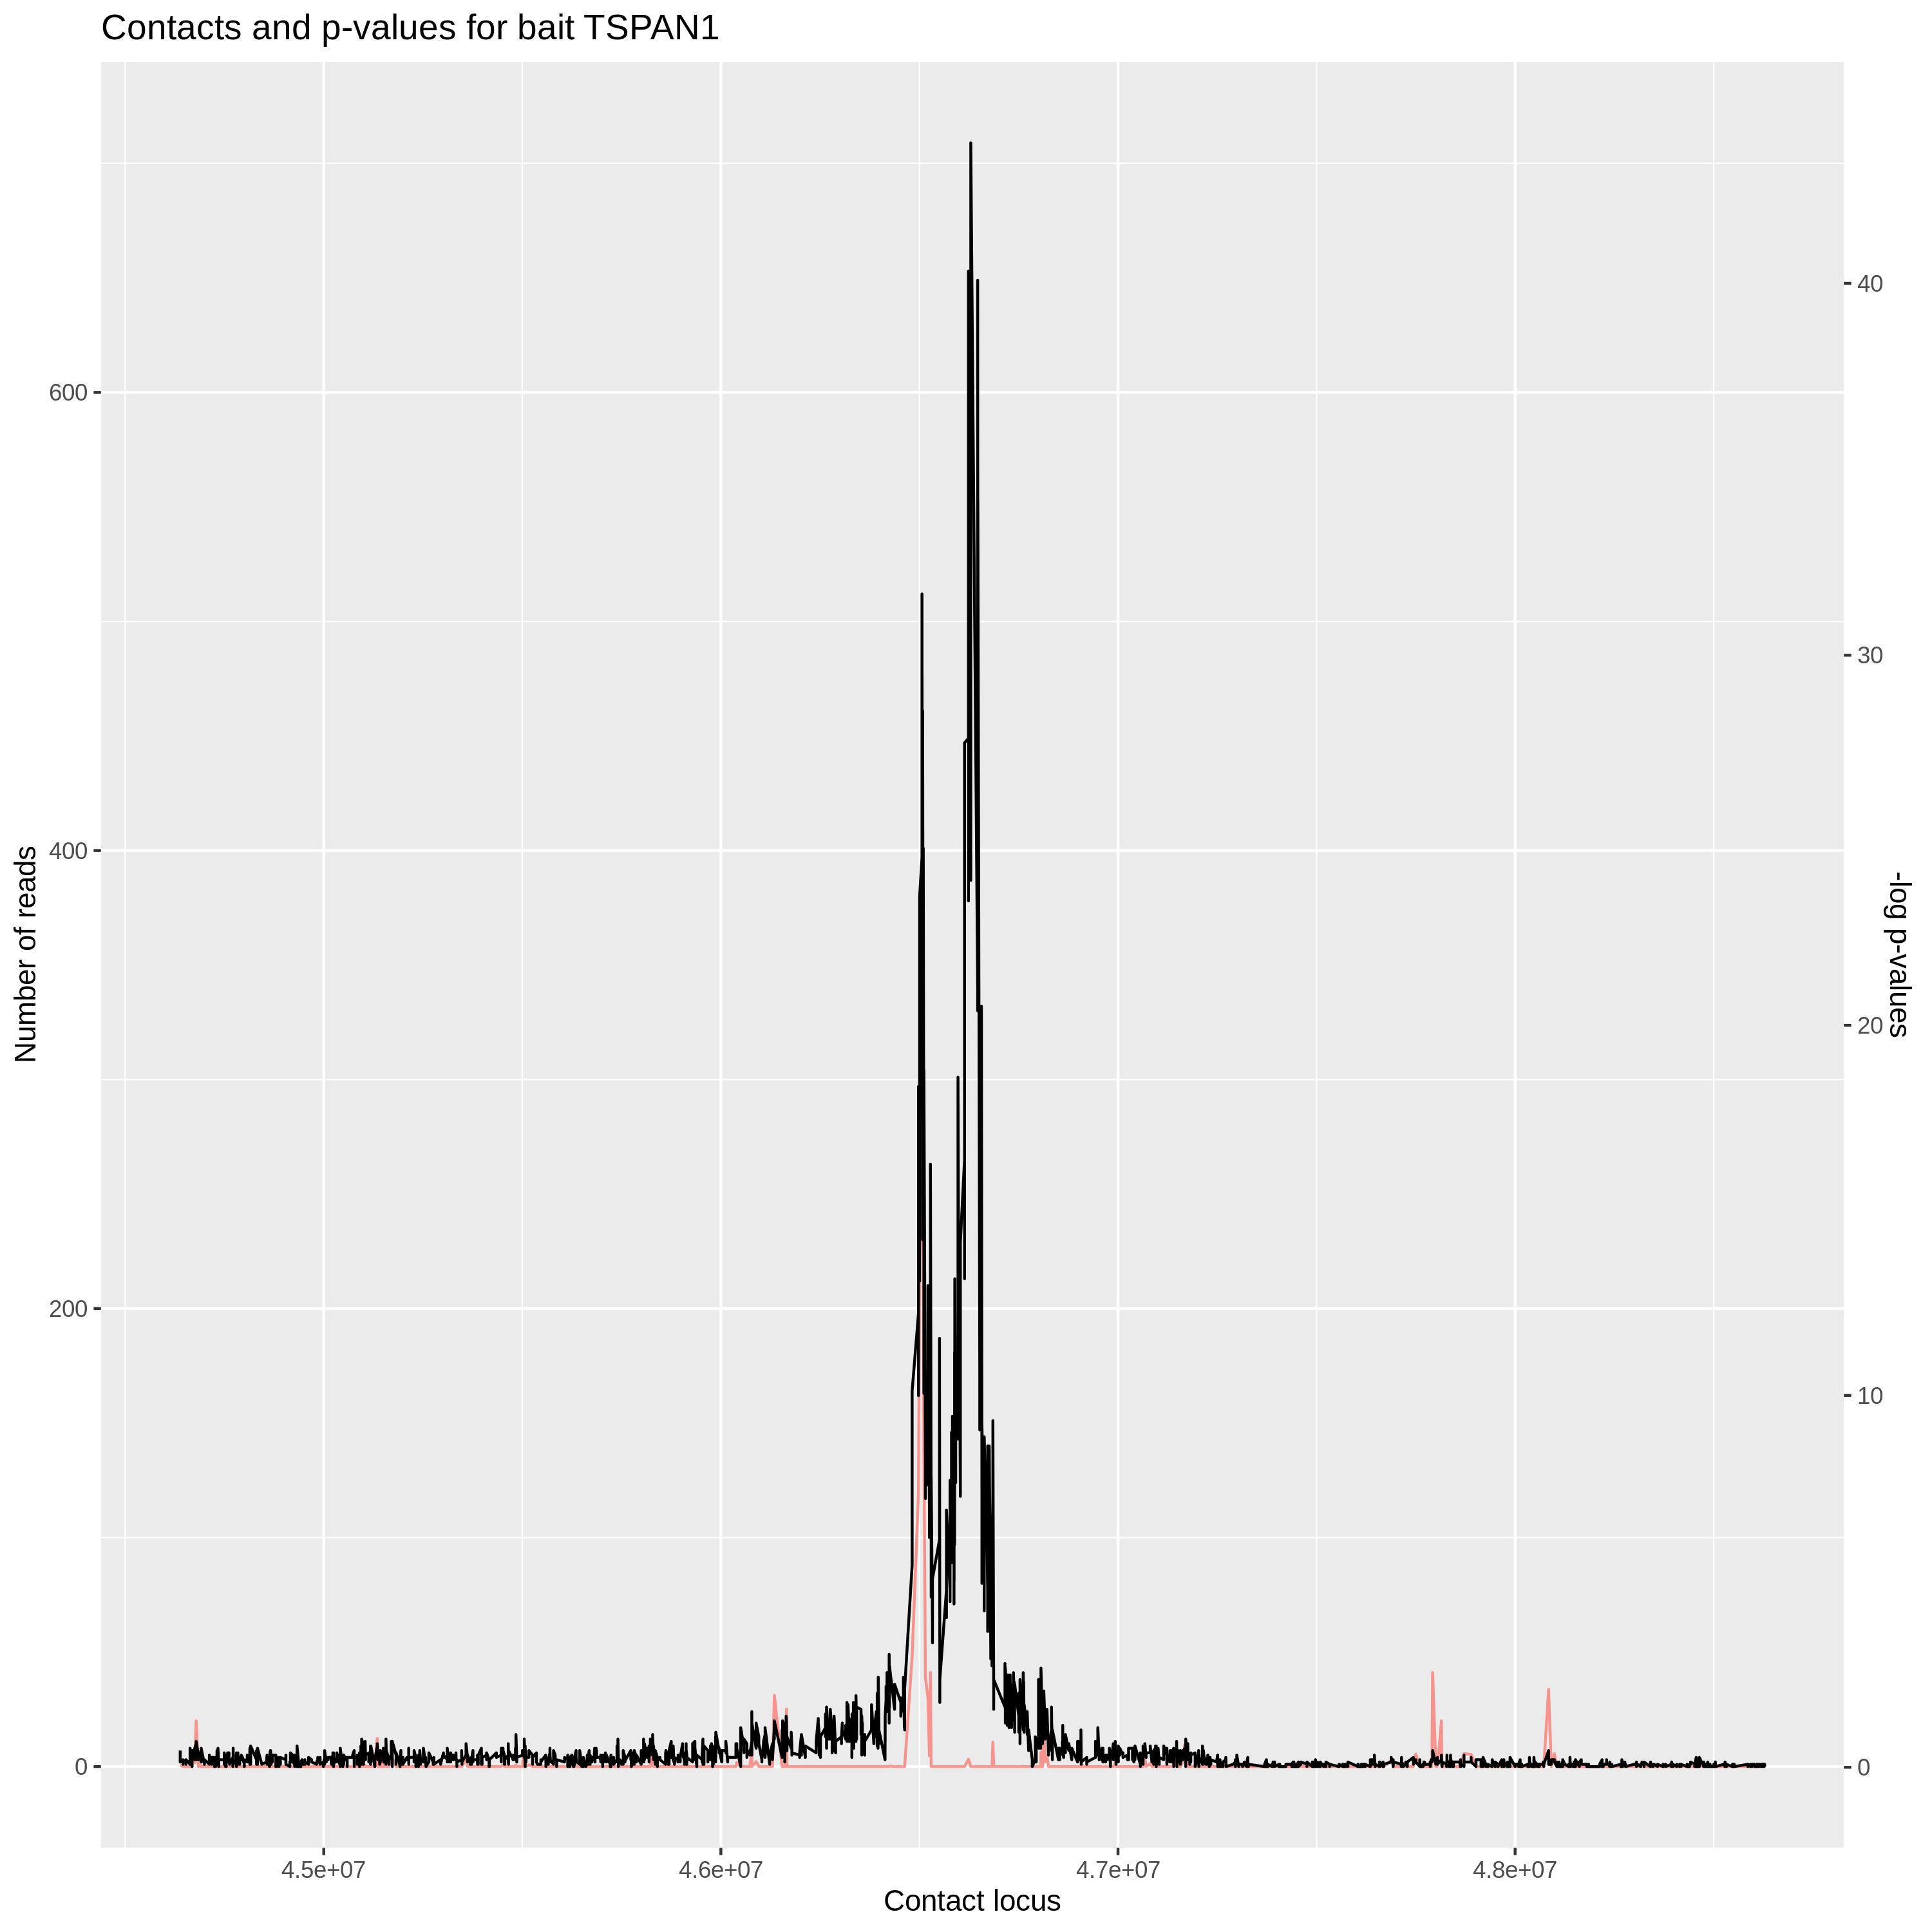 Contacts and p-values for bait TSPAN1
600
400
200
0
Number of reads
40
30
20
10
0
-log p-values
4.5e+07
4.6e+07
4.7e+07
4.8e+07
Contact locus